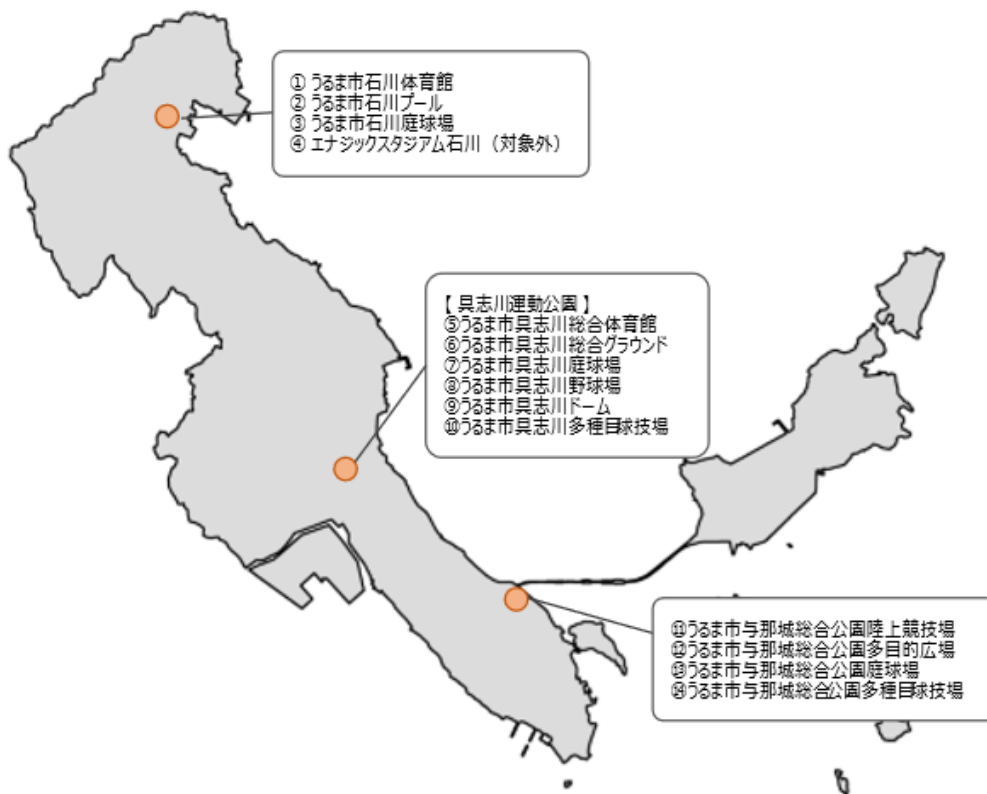 ① うるま市石川体育館
② うるま市石川プール
③ うるま市石川庭球場
④ エナジックスタジアム石川（対象外）
【 具志川運動公園 】
⑤うるま市具志川総合体育館
⑥うるま市具志川総合グラウンド
⑦うるま市具志川庭球場
⑧うるま市具志川野球場
⑨うるま市具志川ドーム
⑩うるま市具志川多種目球技場
⑪うるま市与那城総合公園陸上競技場
⑫うるま市与那城総合公園多目的広場
⑬うるま市与那城総合公園庭球場
⑭うるま市与那城総合公園多種目球技場